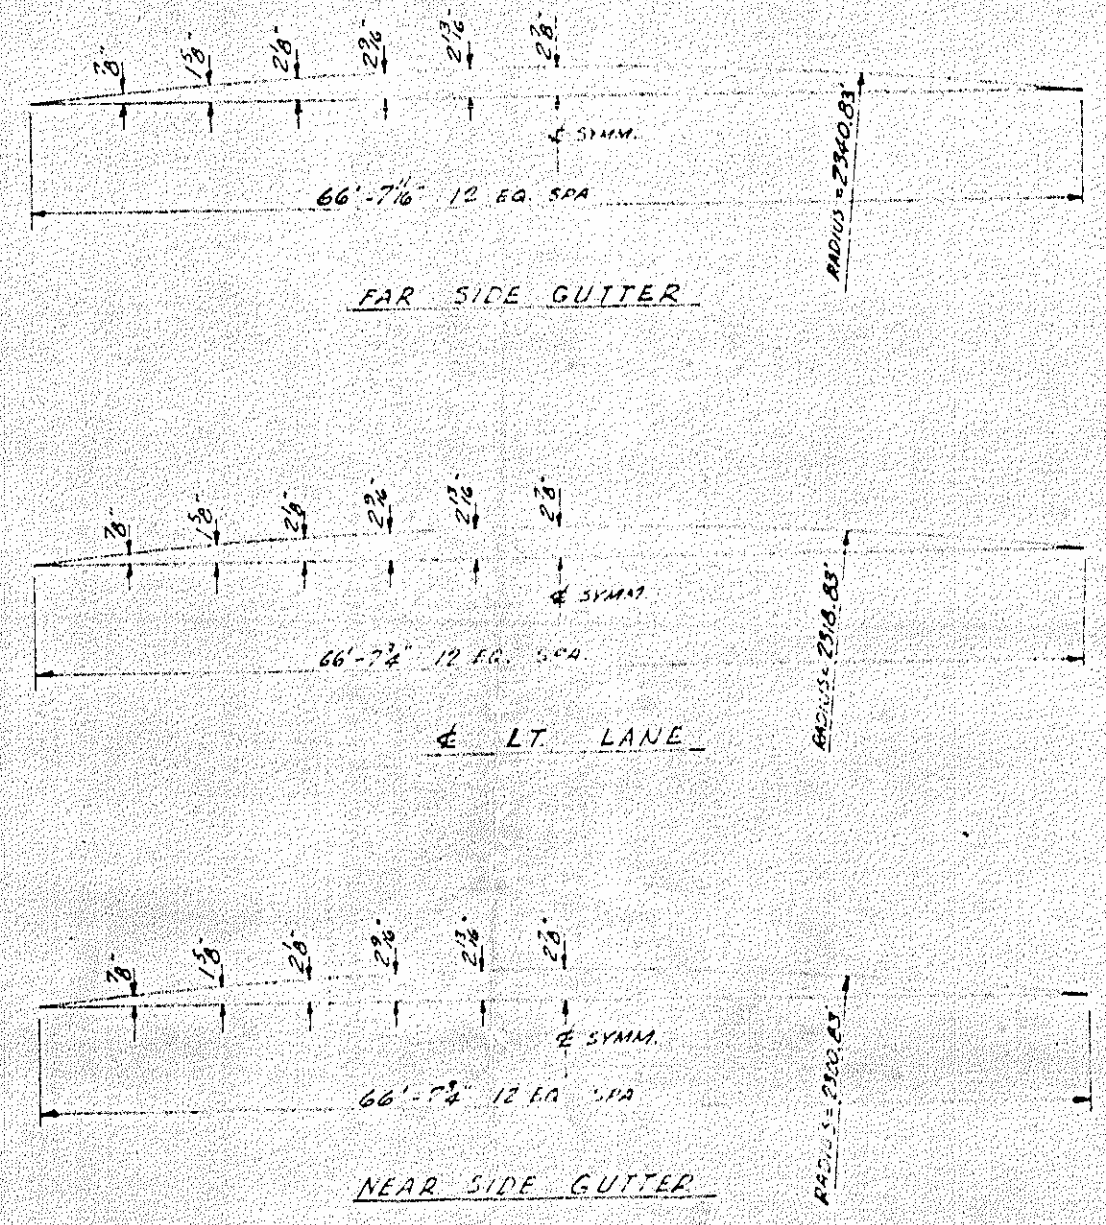 7/8" 1 5/8" 2 1/8" 2 9/16" 2 13/16" 2 7/8"
℄ SYMM.
66'-7 11/16" 12 EQ. SPA
RADIUS = 2340.83'
FAR SIDE GUTTER
7/8" 1 5/8" 2 1/8" 2 9/16" 2 13/16" 2 7/8"
℄ SYMM.
66'-7 3/4" 12 EQ. SPA.
RADIUS = 2318.83'
℄ LT. LANE
7/8" 1 5/8" 2 1/8" 2 9/16" 2 13/16" 2 7/8"
℄ SYMM.
66'-7 3/4" 12 EQ SPA
RADIUS =
NEAR SIDE GUTTER